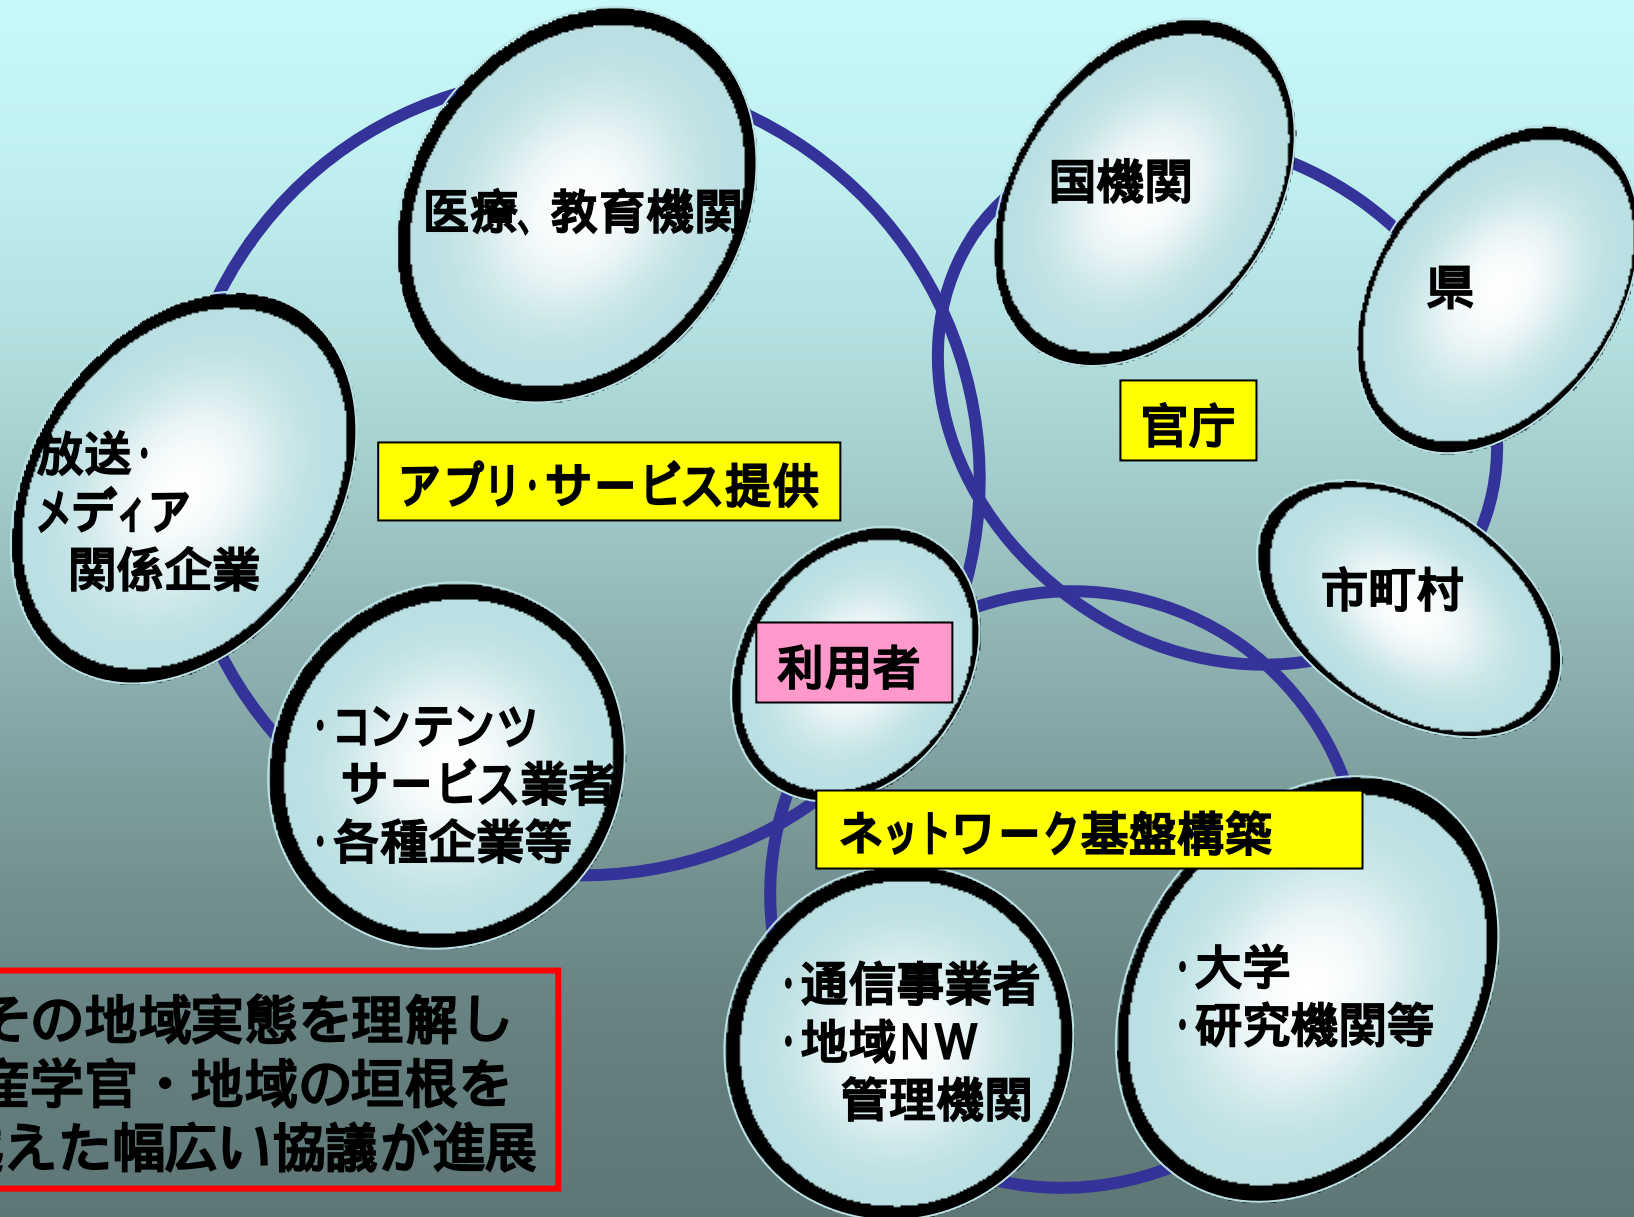 医療、教育機関
国機関
県
官庁
放送・
メディア
関係企業
アプリ・サービス提供
市町村
利用者
・コンテンツ
サービス業者
・各種企業等
ネットワーク基盤構築
・通信事業者
・地域NW
管理機関
・大学
・研究機関等
その地域実態を理解し
産学官・地域の垣根を
越えた幅広い協議が進展